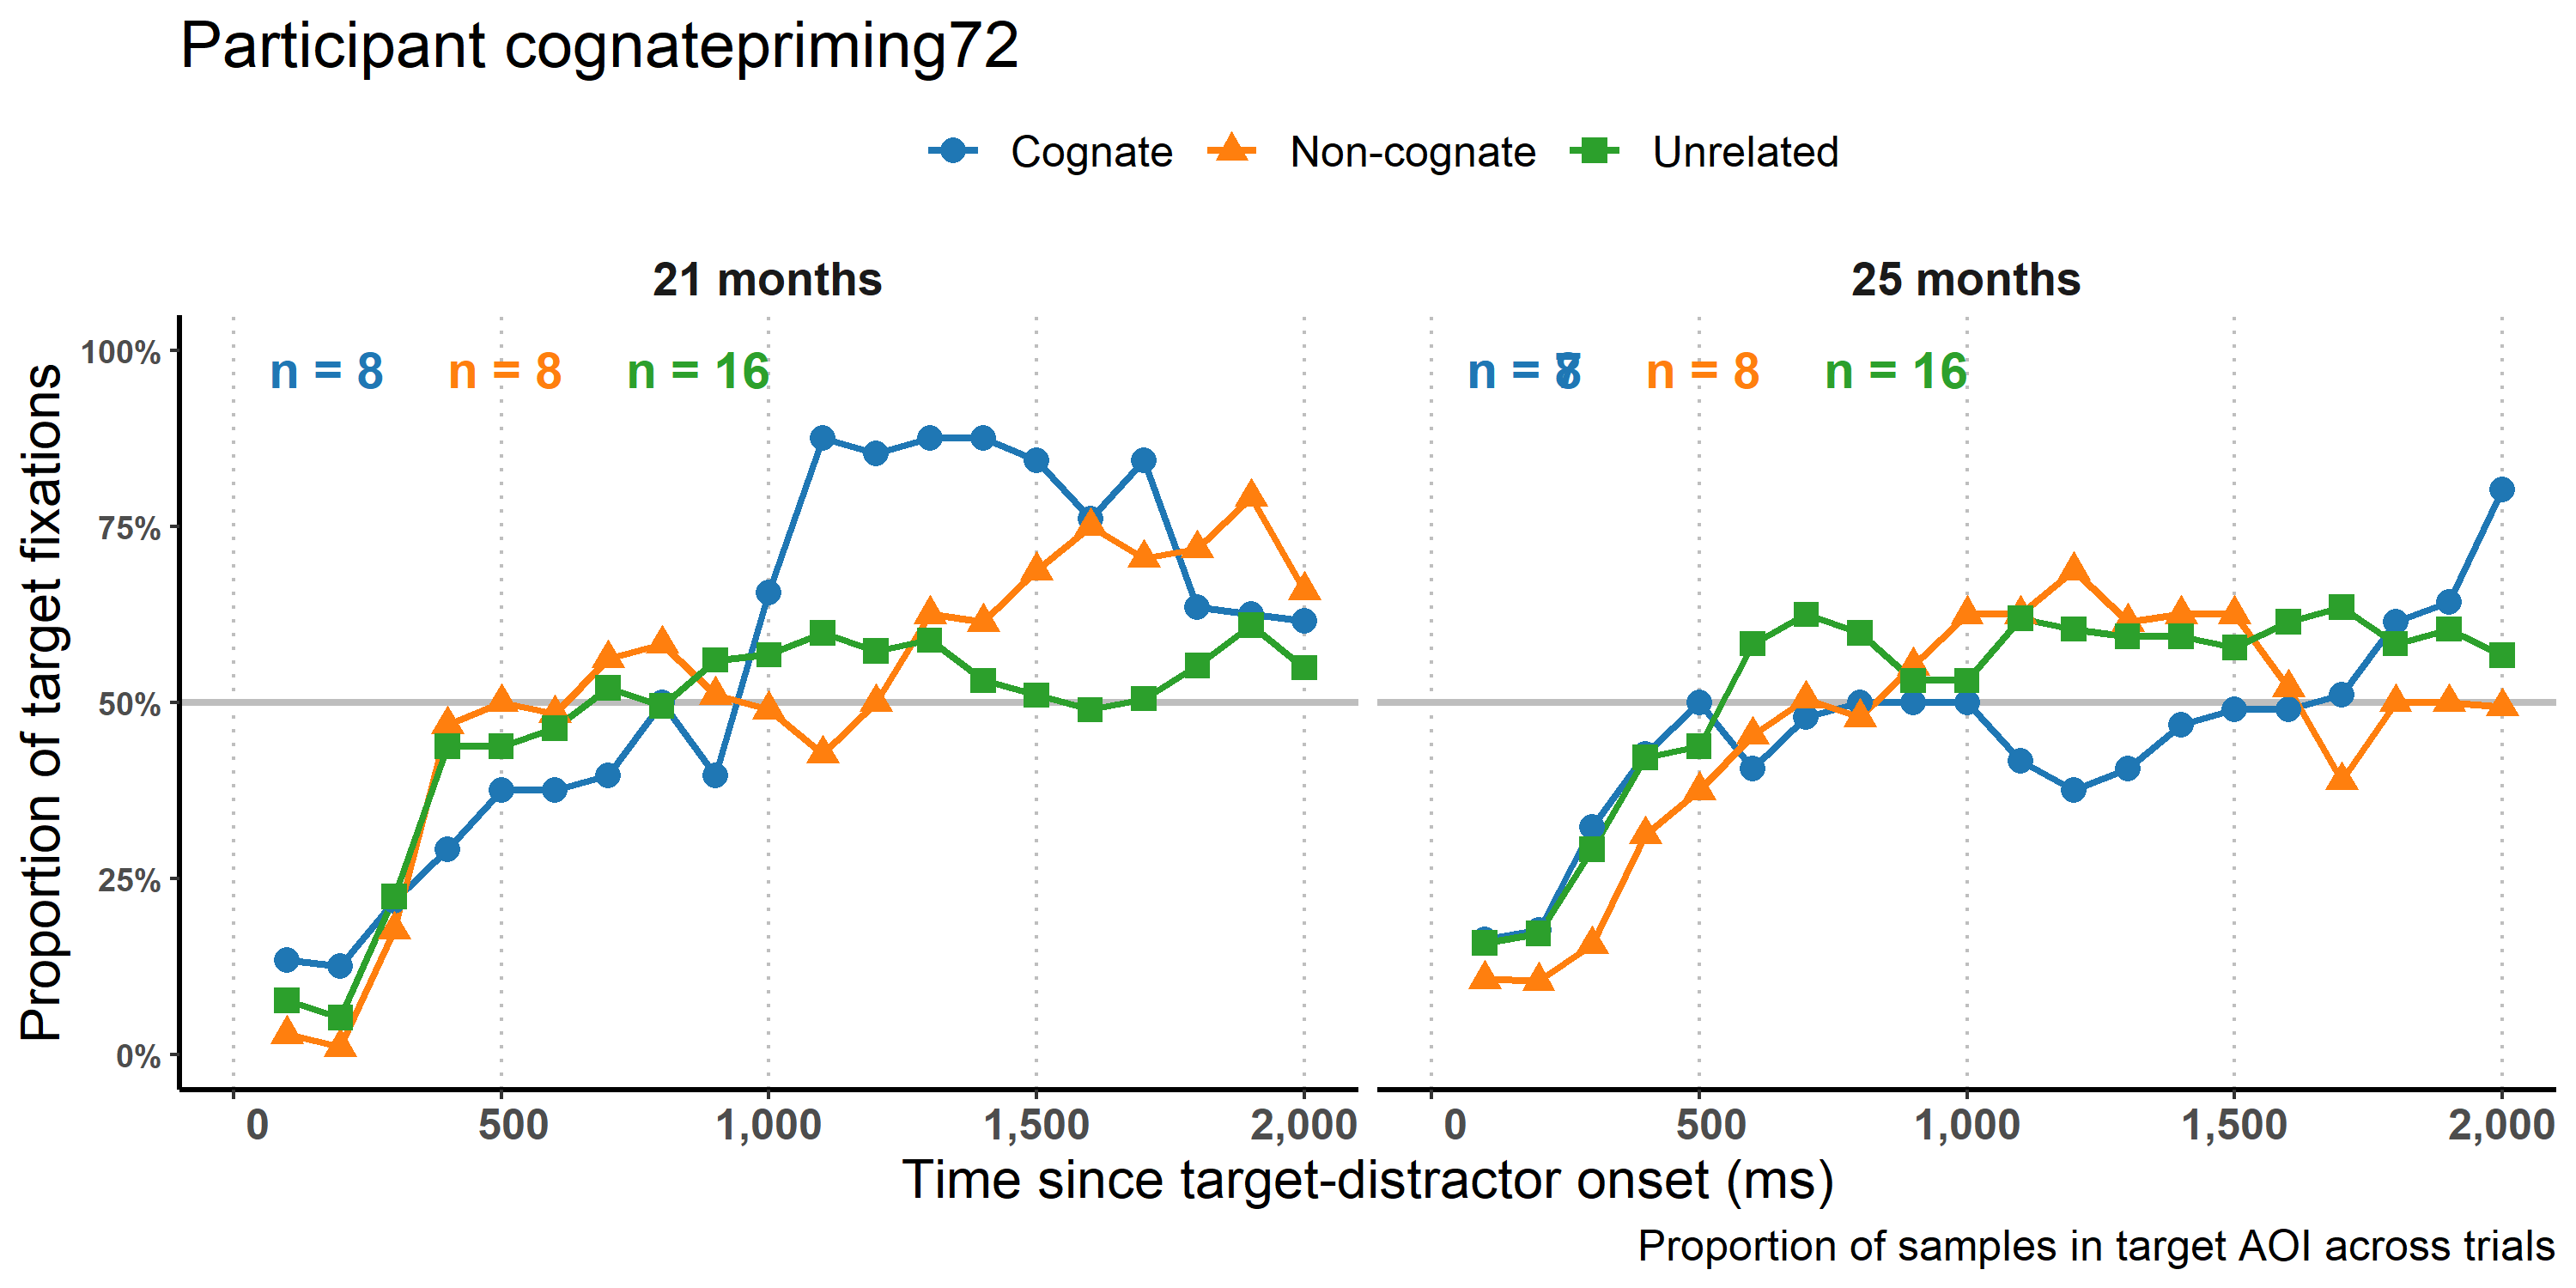 Participant cognatepriming72
Cognate Non-cognate Unrelated
21 months 25 months
n = 8 n = 8 n = 16 n = n = 8 n = 16
100%
75%
50%
25%
0%
Proportion of target fixations
0 500 1,000 1,500 2,000 0 500 1,000 1,500 2,000
Time since target-distractor onset (ms)
Proportion of samples in target AOI across trials